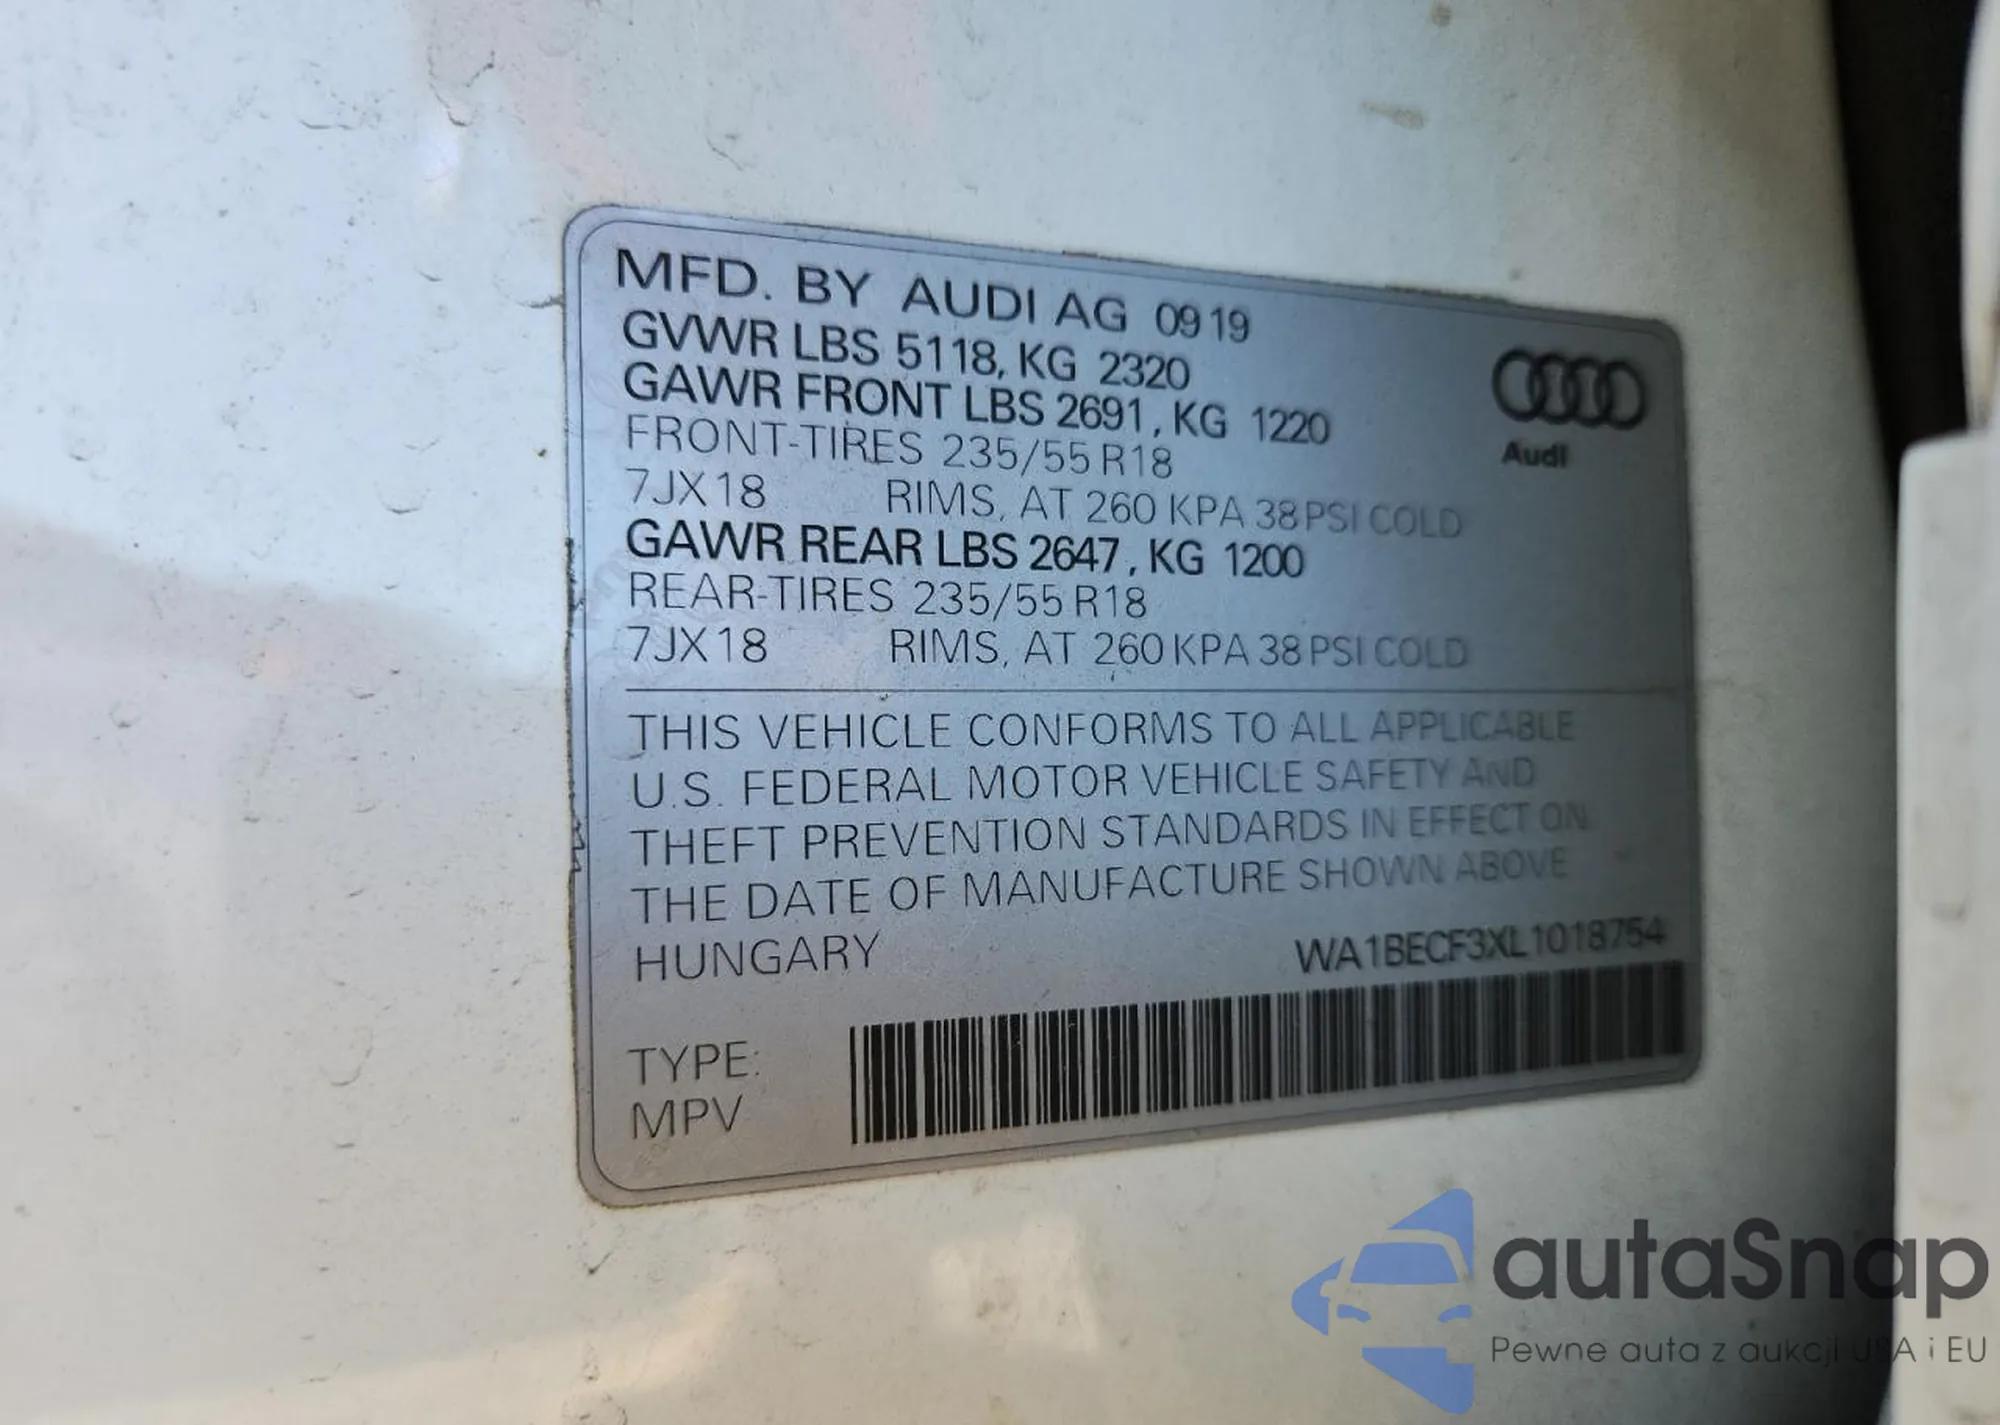 MFD. BY AUDI AG 09 19
GVWR LBS 5118, KG 2320
GAWR FRONT LBS 2691, KG 1220
FRONT-TIRES 235/55 R18
7JX18 RIMS, AT 260 KPA 38 PSI COLD
GAWR REAR LBS 2647, KG 1200
REAR-TIRES 235/55 R18
7JX18 RIMS, AT 260 KPA 38 PSI COLD
Audi
THIS VEHICLE CONFORMS TO ALL APPLICABLE
U.S. FEDERAL MOTOR VEHICLE SAFETY AND
THEFT PREVENTION STANDARDS IN EFFECT ON
THE DATE OF MANUFACTURE SHOWN ABOVE
HUNGARY WA1BECF3XL1018754
TYPE:
MPV
autaSnap
Pewne auta z aukcji USA i EU